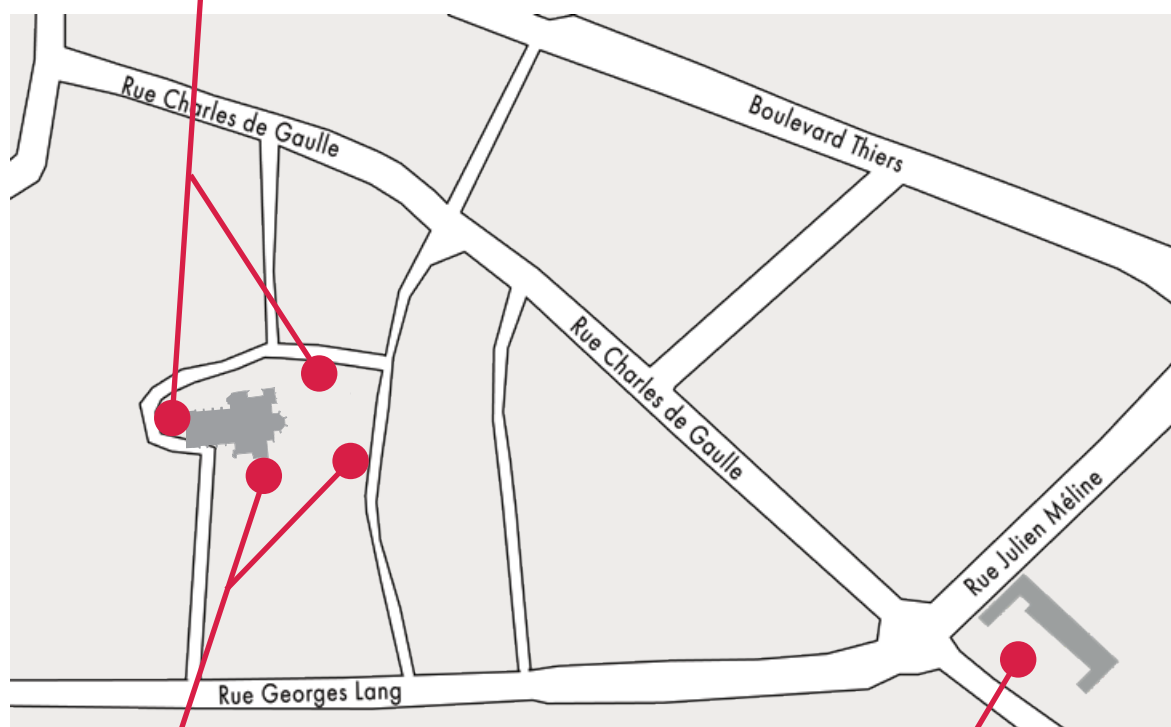 Rue Charles de Gaulle
Boulevard Thiers
Rue Charles de Gaulle
Rue Julien Méline
Rue Georges Lang